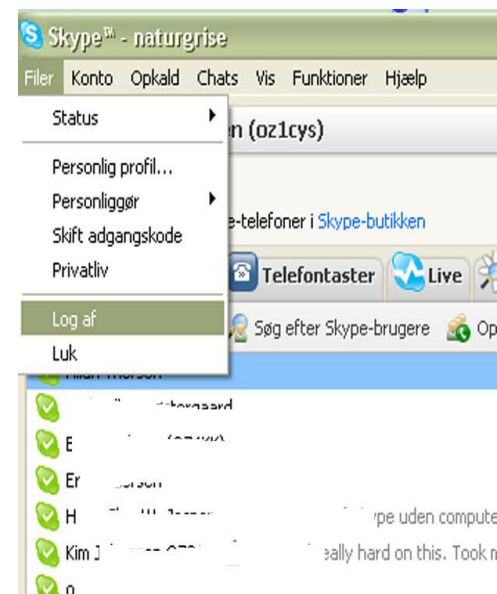 Skype™ - naturgrise
Filer Konto Opkald Chats Vis Funktioner Hjælp
Status
n (oz1cys)
Personlig profil...
Personliggør
e-telefoner i Skype-butikken
Skift adgangskode
Privatliv
Telefontaster Live
Log af
Søg efter Skype-brugere Op
Luk
E
Er
H ype uden compute
Kim J eally hard on this. Took